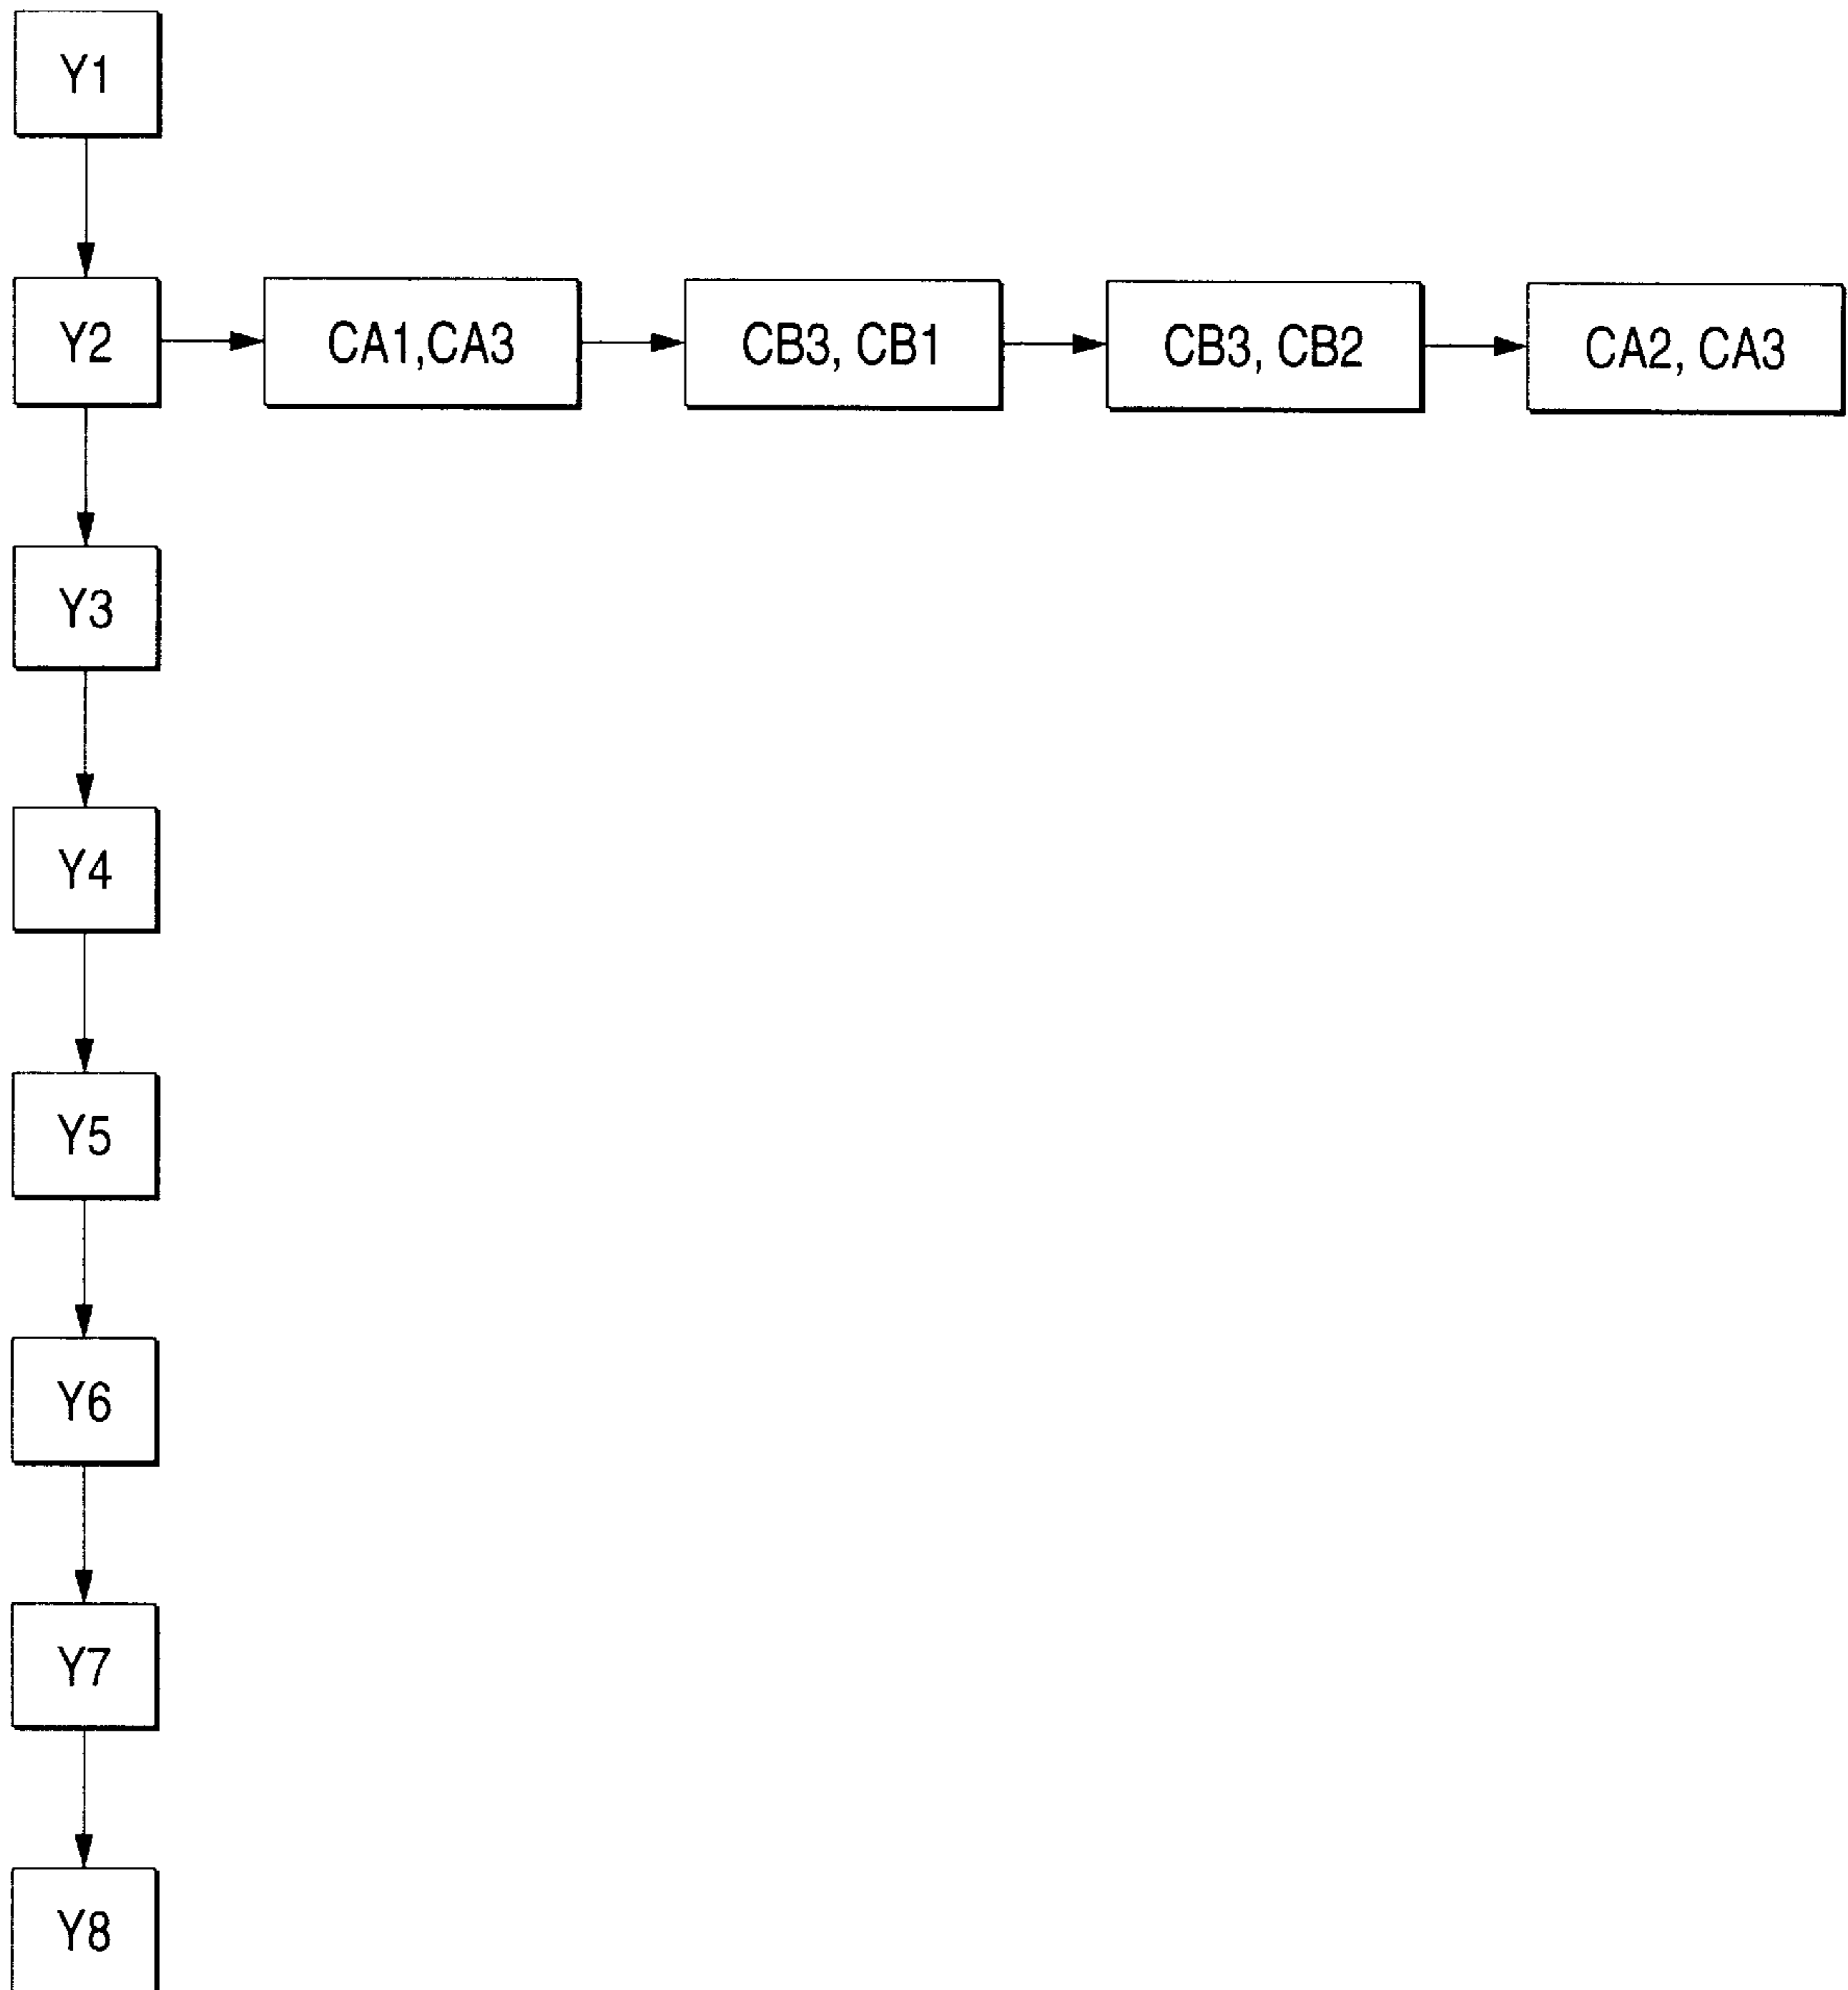 Y1
Y2
CA1,CA3
CB3, CB1
CB3, CB2
CA2, CA3
Y3
Y4
Y5
Y6
Y7
Y8